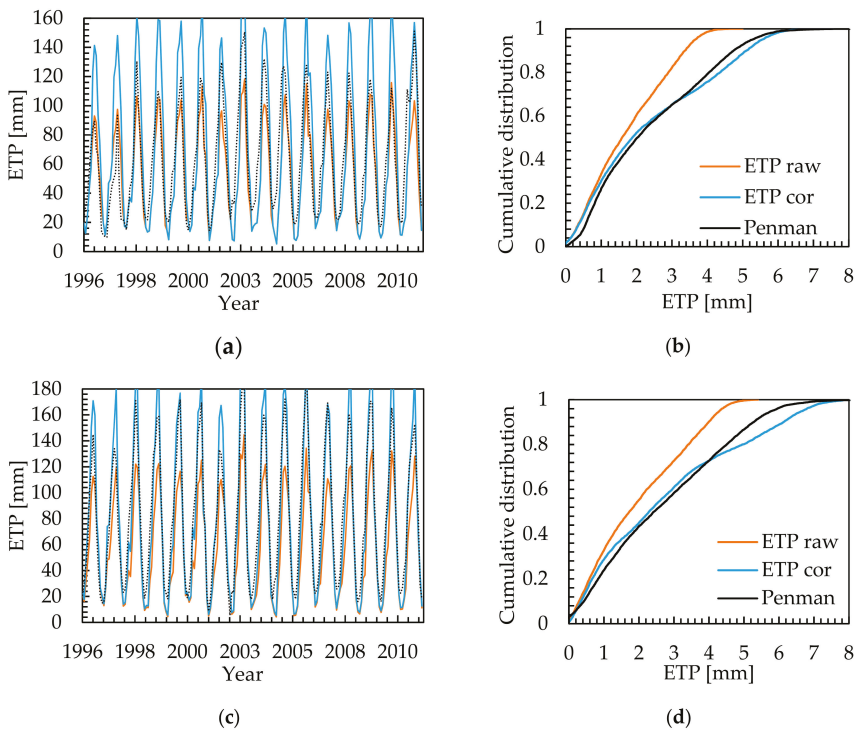 160
140
120
100
80
60
40
20
0
ETP [mm]
1996 1998 2000 2003 2005 2008 2010
Year
(a)
1
0.8
0.6
0.4
0.2
0
Cumulative distribution
ETP raw
ETP cor
Penman
0 1 2 3 4 5 6 7 8
ETP [mm]
(b)
180
160
140
120
100
80
60
40
20
0
ETP [mm]
1996 1998 2000 2003 2005 2008 2010
Year
(c)
1
0.8
0.6
0.4
0.2
0
Cumulative distribution
ETP raw
ETP cor
Penman
0 1 2 3 4 5 6 7 8
ETP [mm]
(d)